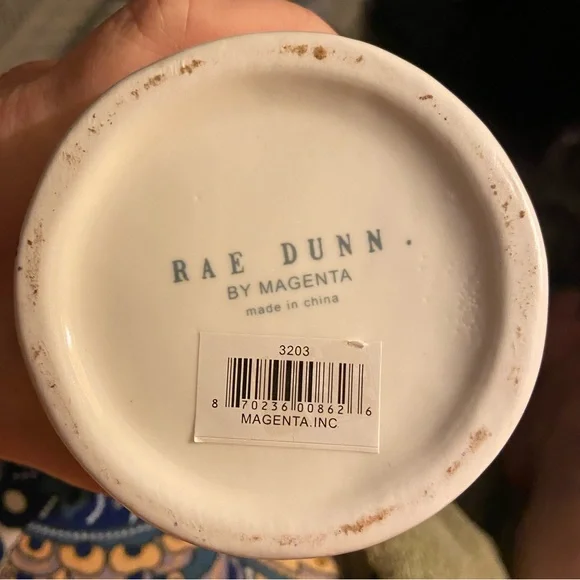 RAE DUNN.
BY MAGENTA
made in china
3203
8 70236 00862 6
MAGENTA.INC